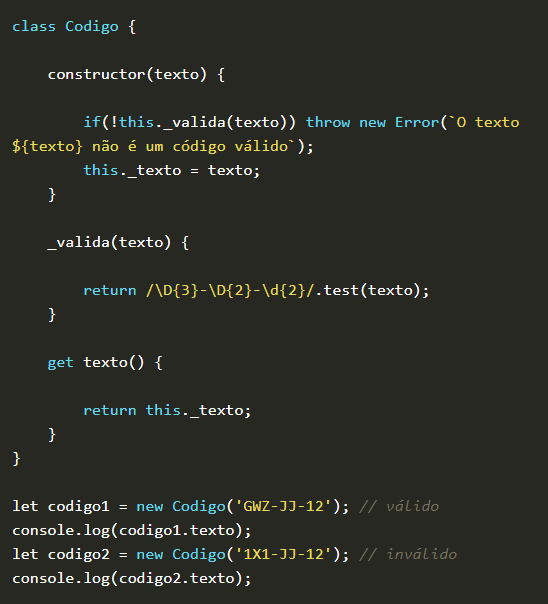 class Codigo {
constructor(texto) {
if(!this._valida(texto)) throw new Error(`O texto
${texto} não é um código válido`);
this._texto = texto;
}
_valida(texto) {
return /\D{3}-\D{2}-\d{2}/.test(texto);
}
get texto() {
return this._texto;
}
}
let codigo1 = new Codigo('GWZ-JJ-12'); // válido
console.log(codigo1.texto);
let codigo2 = new Codigo('1X1-JJ-12'); // inválido
console.log(codigo2.texto);